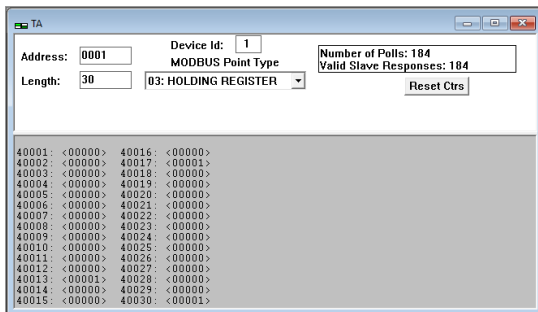 TA
Address: 0001
Device Id: 1
MODBUS Point Type
Length: 30
03: HOLDING REGISTER
Number of Polls: 184
Valid Slave Responses: 184
Reset Ctrs
40001: <00000> 40016: <00000>
40002: <00000> 40017: <00001>
40003: <00000> 40018: <00000>
40004: <00000> 40019: <00000>
40005: <00000> 40020: <00000>
40006: <00000> 40021: <00000>
40007: <00000> 40022: <00000>
40008: <00000> 40023: <00000>
40009: <00000> 40024: <00000>
40010: <00000> 40025: <00000>
40011: <00000> 40026: <00000>
40012: <00000> 40027: <00000>
40013: <00001> 40028: <00000>
40014: <00000> 40029: <00000>
40015: <00000> 40030: <00001>